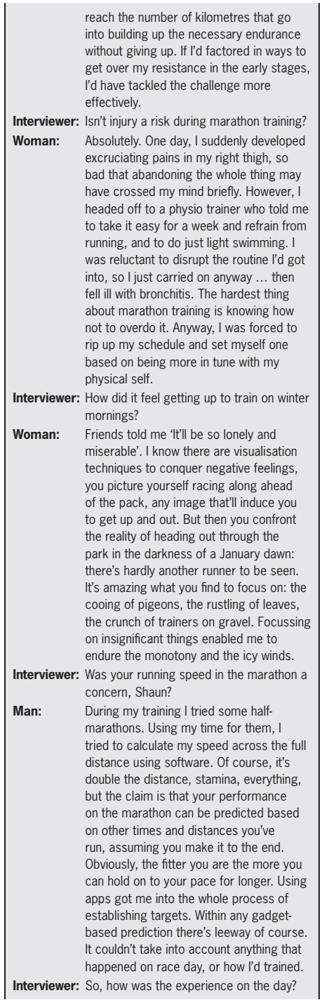 reach the number of kilometres that go
into building up the necessary endurance
without giving up. If I’d factored in ways to
get over my resistance in the early stages,
I’d have tackled the challenge more
effectively.
Interviewer: Isn’t injury a risk during marathon training?
Woman: Absolutely. One day, I suddenly developed
excruciating pains in my right thigh, so
bad that abandoning the whole thing may
have crossed my mind briefly. However, I
headed off to a physio trainer who told me
to take it easy for a week and refrain from
running, and to do just light swimming. I
was reluctant to disrupt the routine I’d got
into, so I just carried on anyway … then
fell ill with bronchitis. The hardest thing
about marathon training is knowing how
not to overdo it. Anyway, I was forced to
rip up my schedule and set myself one
based on being more in tune with my
physical self.
Interviewer: How did it feel getting up to train on winter
mornings?
Woman: Friends told me ‘It’ll be so lonely and
miserable’. I know there are visualisation
techniques to conquer negative feelings,
you picture yourself racing along ahead
of the pack, any image that’ll induce you
to get up and out. But then you confront
the reality of heading out through the
park in the darkness of a January dawn:
there’s hardly another runner to be seen.
It’s amazing what you find to focus on: the
cooing of pigeons, the rustling of leaves,
the crunch of trainers on gravel. Focussing
on insignificant things enabled me to
endure the monotony and the icy winds.
Interviewer: Was your running speed in the marathon a
concern, Shaun?
Man: During my training I tried some half-
marathons. Using my time for them, I
tried to calculate my speed across the full
distance using software. Of course, it’s
double the distance, stamina, everything,
but the claim is that your performance
on the marathon can be predicted based
on other times and distances you’ve
run, assuming you make it to the end.
Obviously, the fitter you are the more you
can hold on to your pace for longer. Using
apps got me into the whole process of
establishing targets. Within any gadget-
based prediction there’s leeway of course.
It couldn’t take into account anything that
happened on race day, or how I’d trained.
Interviewer: So, how was the experience on the day?